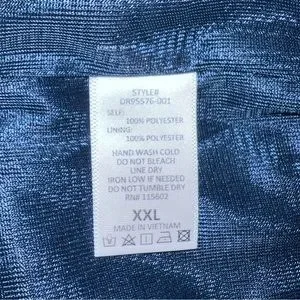 STYLE#
DR95576-001
SELF:
100% POLYESTER
LINING:
100% POLYESTER
HAND WASH COLD
DO NOT BLEACH
LINE DRY
IRON LOW IF NEEDED
DO NOT TUMBLE DRY
RN# 115602
XXL
MADE IN VIETNAM